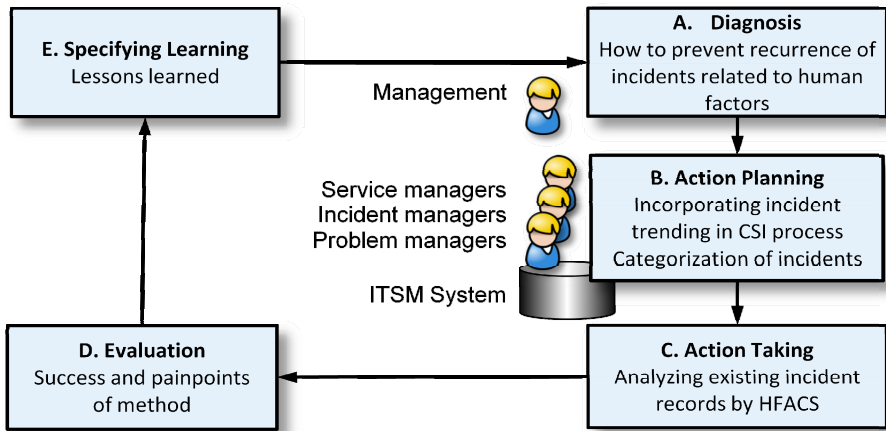 E. Specifying Learning
Lessons learned
A. Diagnosis
How to prevent recurrence of
incidents related to human
factors
Management
Service managers
Incident managers
Problem managers
ITSM System
B. Action Planning
Incorporating incident
trending in CSI process
Categorization of incidents
C. Action Taking
Analyzing existing incident
records by HFACS
D. Evaluation
Success and painpoints
of method